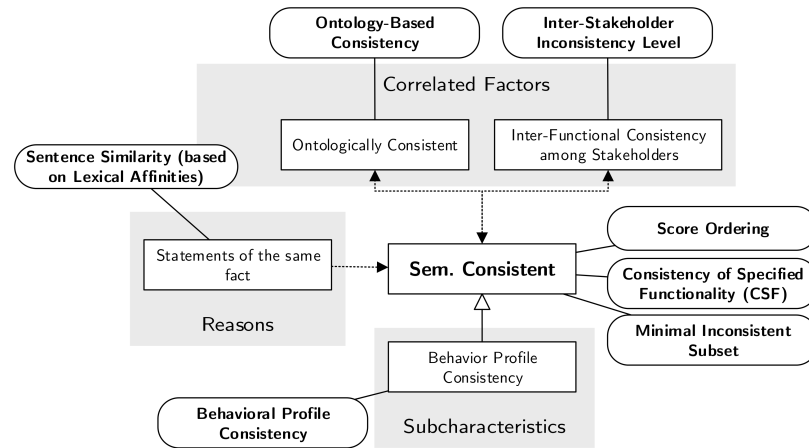 Ontology-Based
Consistency
Inter-Stakeholder
Inconsistency Level
Correlated Factors
Ontologically Consistent
Inter-Functional Consistency
among Stakeholders
Sentence Similarity (based
on Lexical Affinities)
Statements of the same
fact
Reasons
Sem. Consistent
Score Ordering
Consistency of Specified
Functionality (CSF)
Minimal Inconsistent
Subset
Behavior Profile
Consistency
Behavioral Profile
Consistency
Subcharacteristics